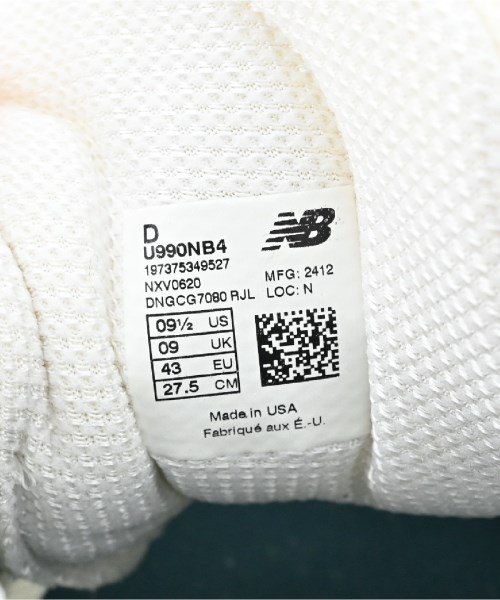 D
U990NB4
197375349527
NXV0620
DNGCG7080 RJL
NB
MFG: 2412
LOC: N
09½ US
09 UK
43 EU
27.5 CM
Made in USA
Fabriqué aux É.-U.